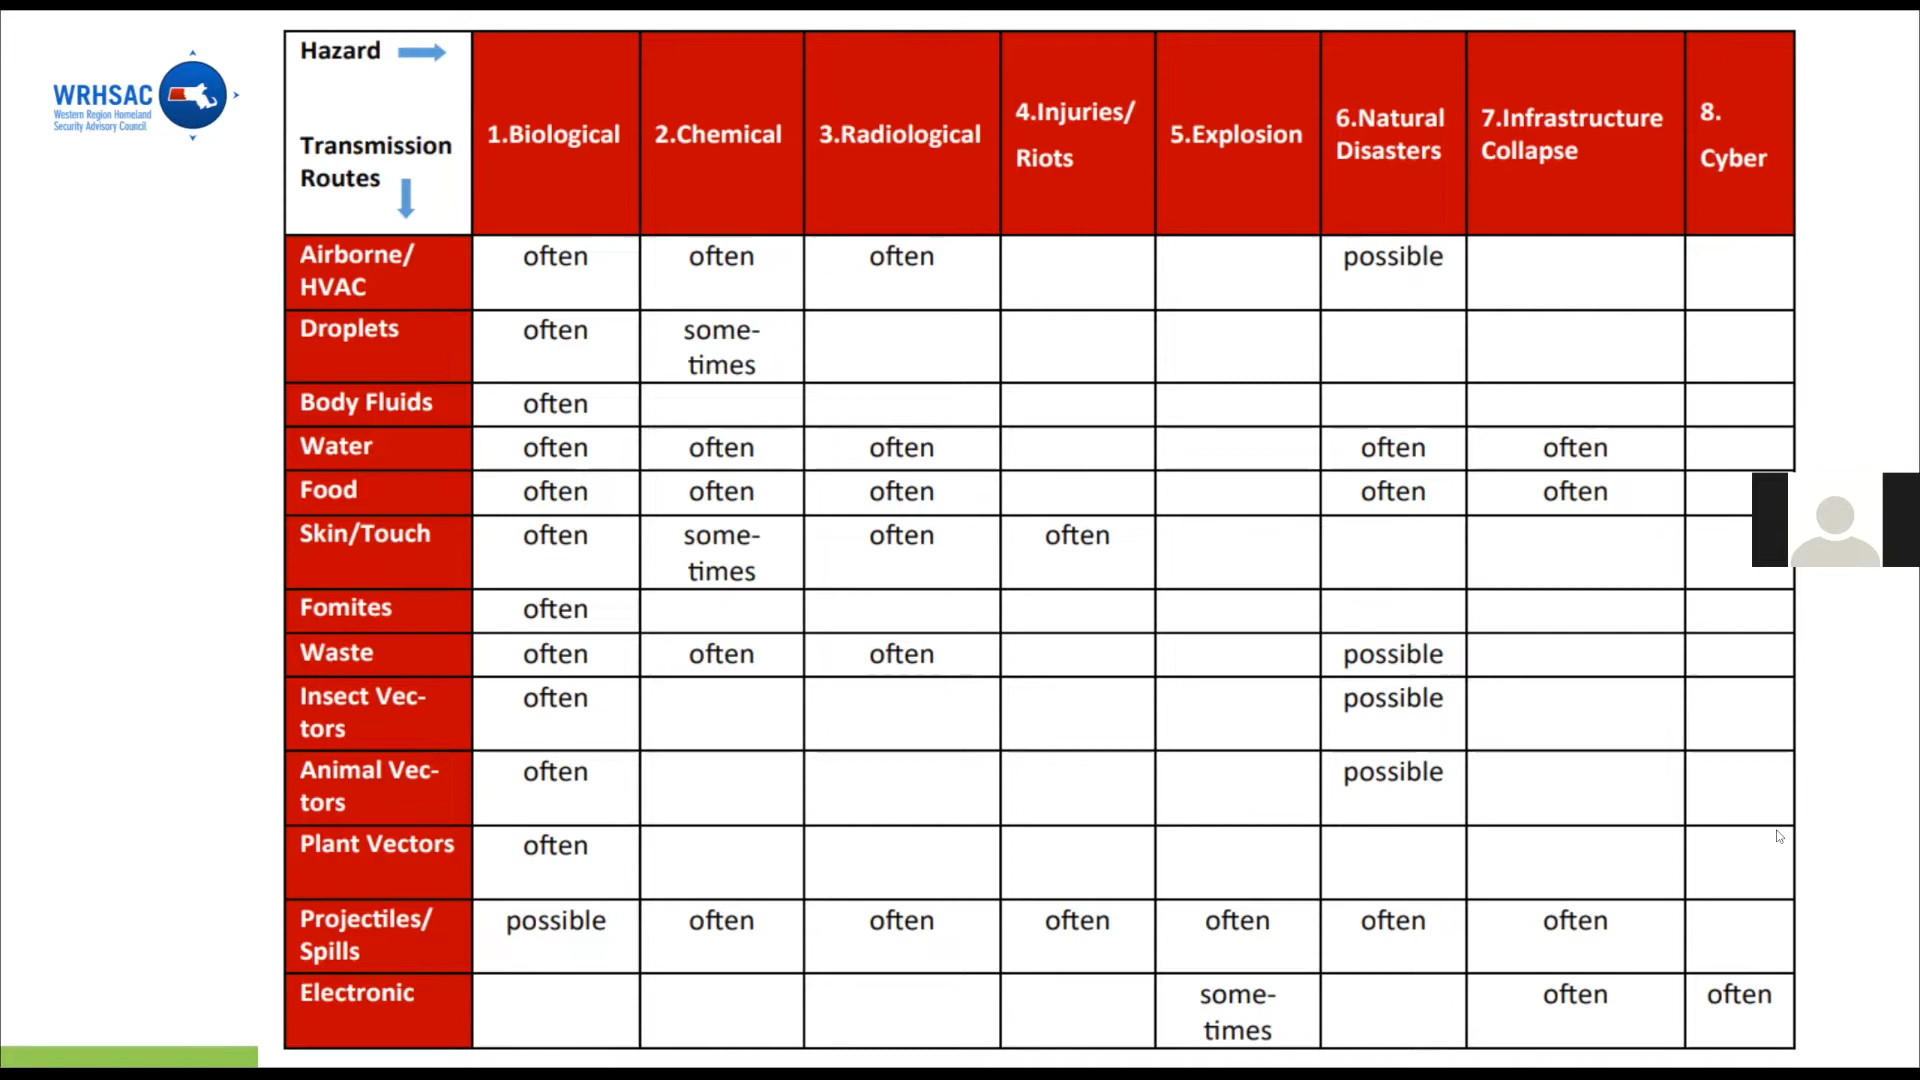 WRHSAC
Western Region Homeland
Security Advisory Council
Hazard
Transmission
Routes
1.Biological
2.Chemical
3.Radiological
4.Injuries/
Riots
5.Explosion
6.Natural
Disasters
7.Infrastructure
Collapse
8.
Cyber
Airborne/
HVAC
often often often possible
Droplets
often some-
times
Body Fluids often
Water often often often often often
Food often often often often often
Skin/Touch often some-
times
often often
Fomites often
Waste often often often possible
Insect Vec-
tors
often possible
Animal Vec-
tors
often possible
Plant Vectors often
Projectiles/
Spills
possible often often often often often often
Electronic some-
times
often often